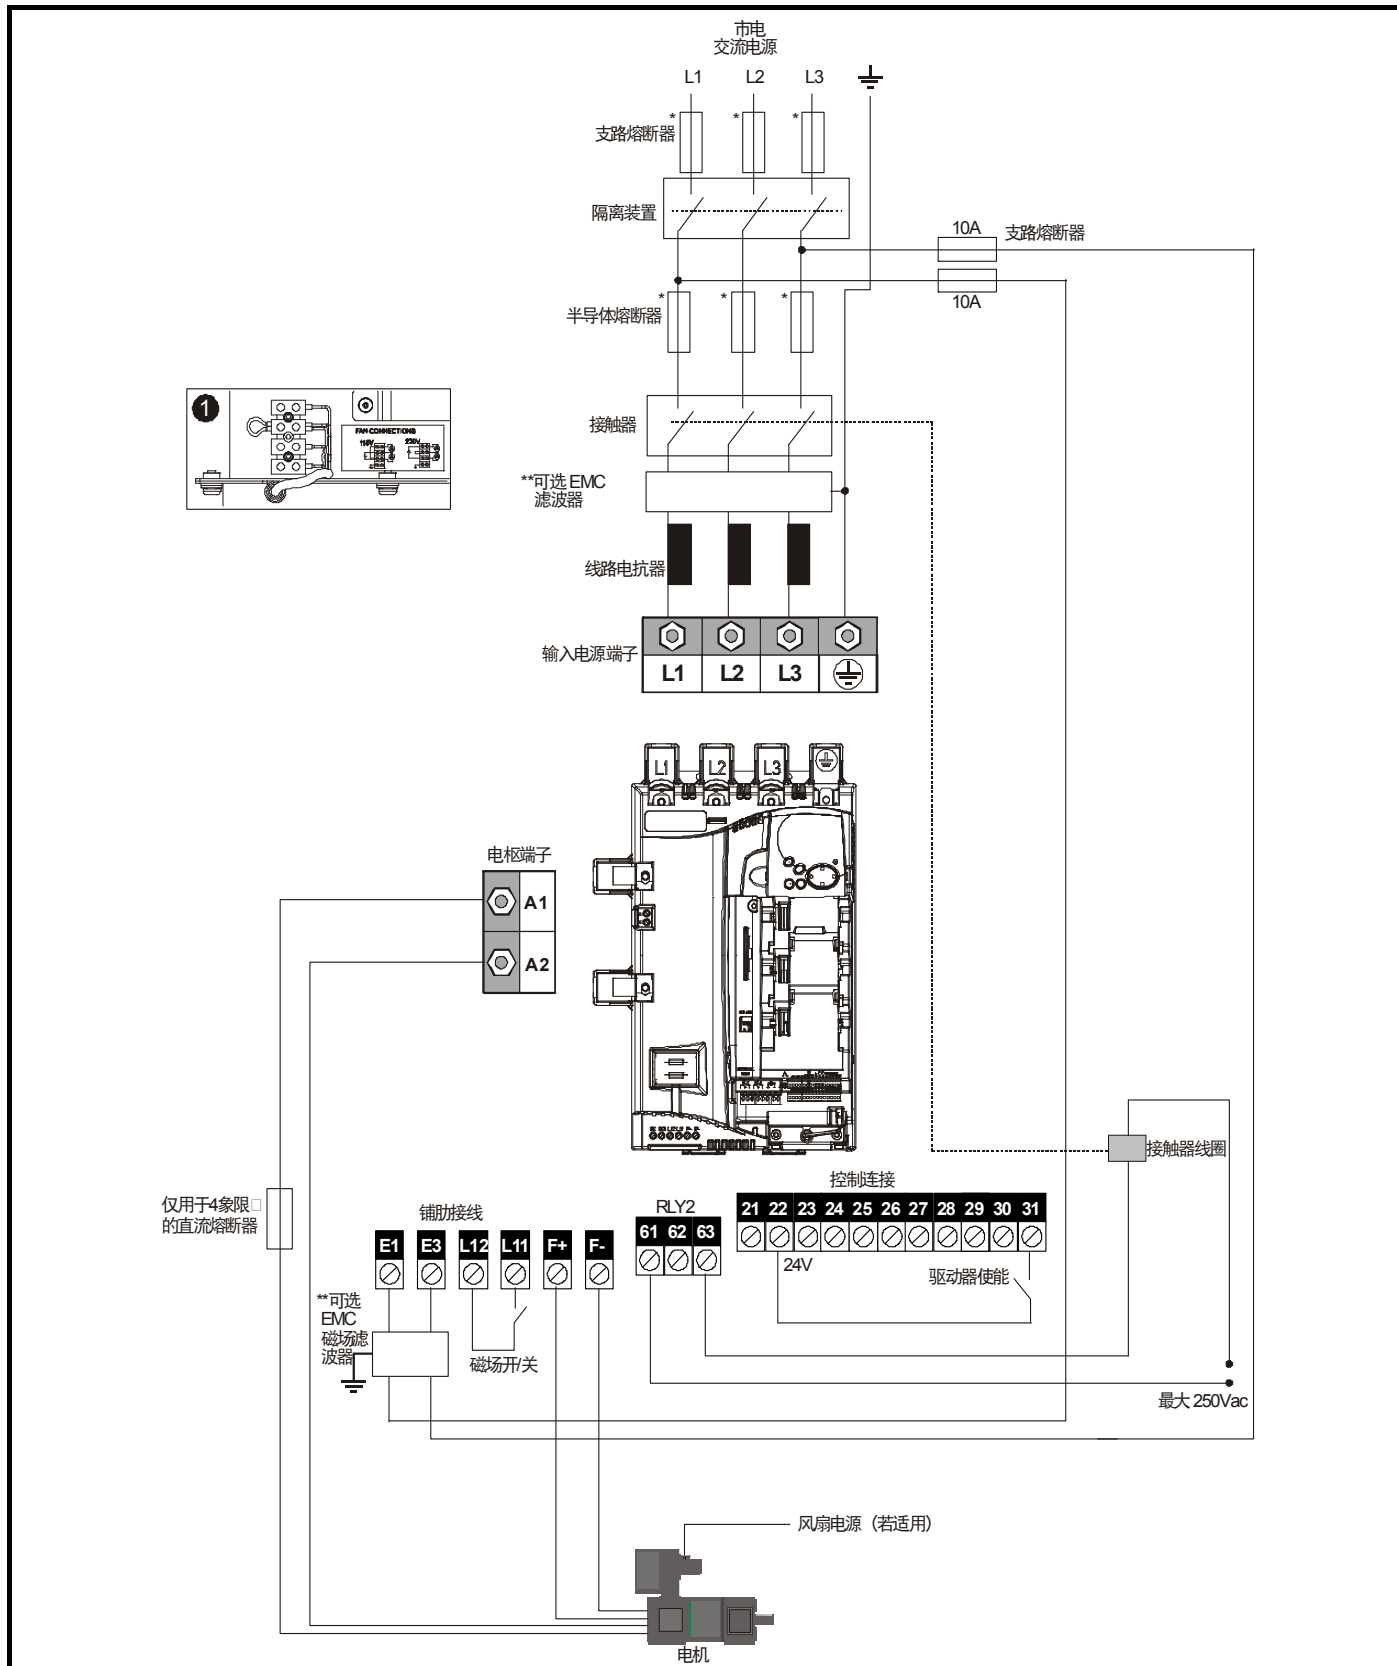 市电
交流电源
L1 L2 L3
*
*
*
支路熔断器
隔离装置
10A
支路熔断器
10A
*
*
*
半导体熔断器
1
FAN CONNECTIONS
115V 230V
接触器
**可选 EMC
滤波器
线路电抗器
输入电源端子
L1 L2 L3
L1 L2 L3
电枢端子
A1
A2
接触器线圈
仅用于4象限□
的直流熔断器
控制连接
21 22 23 24 25 26 27 28 29 30 31
RLY2
61 62 63
辅助接线
E1 E3 L12 L11 F+ F-
24V
驱动器使能
**可选
EMC
磁场滤
波器
磁场开/关
最大 250Vac
风扇电源（若适用）
电机